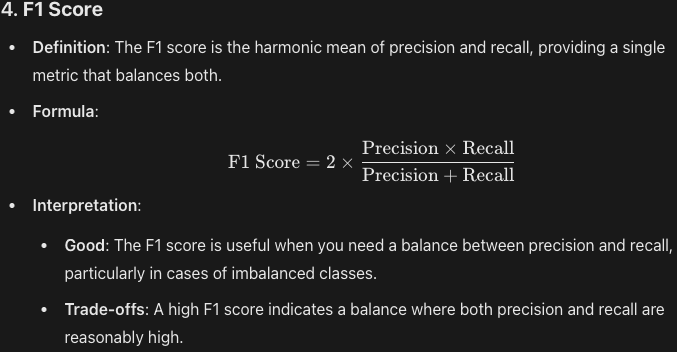 4. F1 Score
• Definition: The F1 score is the harmonic mean of precision and recall, providing a single
metric that balances both.
• Formula:
F1 Score = 2 × Precision × Recall / Precision + Recall
• Interpretation:
• Good: The F1 score is useful when you need a balance between precision and recall,
particularly in cases of imbalanced classes.
• Trade-offs: A high F1 score indicates a balance where both precision and recall are
reasonably high.